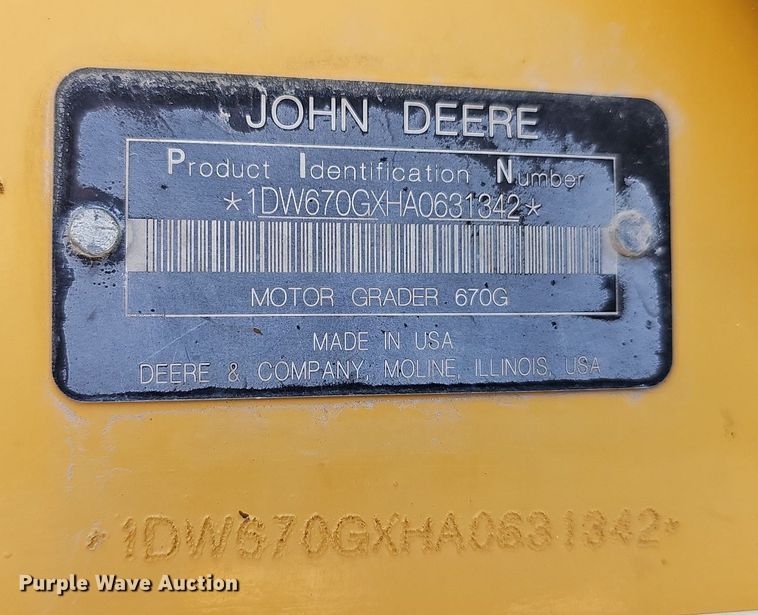 JOHN DEERE
Product Identification Number
*1DW670GXHA0631342*
MOTOR GRADER 670G
MADE IN USA
DEERE & COMPANY, MOLINE, ILLINOIS, USA
*1DW670GXHA0631342*
Purple Wave Auction